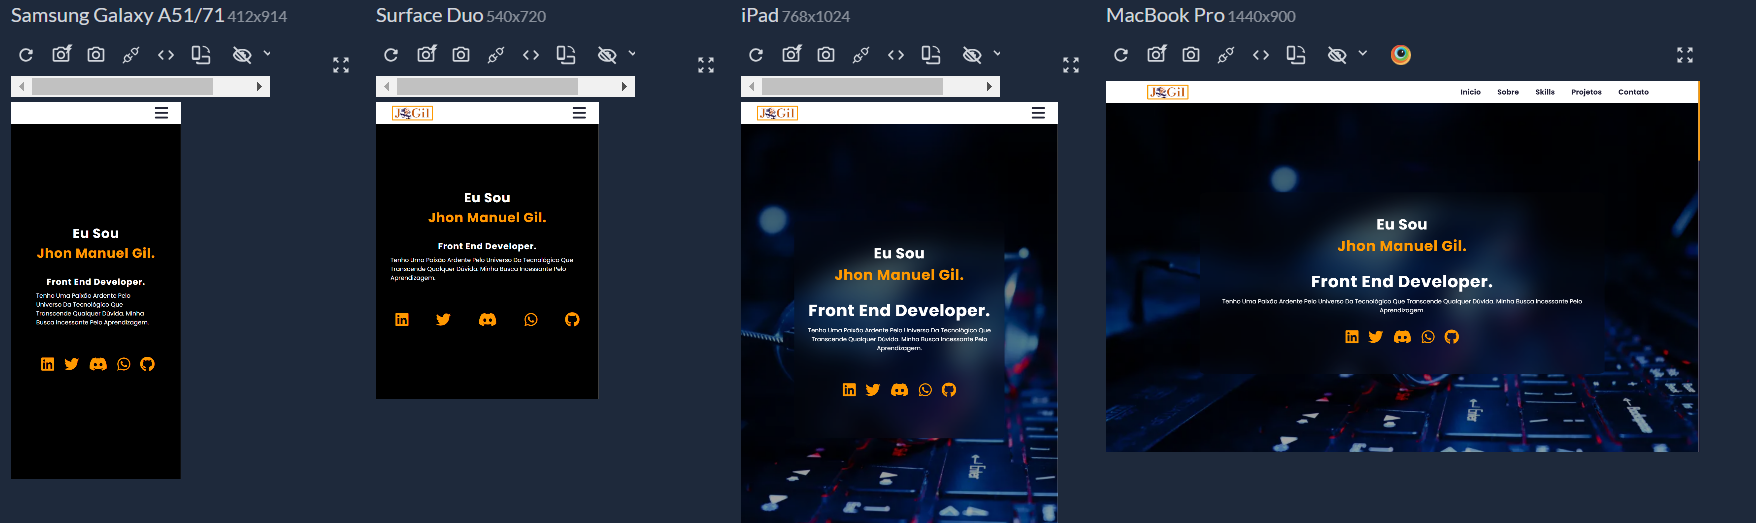 Samsung Galaxy A51/71 412x914
Eu Sou
Jhon Manuel Gil.
Front End Developer.
Tenho Uma Paixão Ardente Pelo
Universo Da Tecnológico Que
Transcende Qualquer Dúvida. Minha
Busca Incessante Pelo Aprendizagem.
Surface Duo 540x720
JGil
Eu Sou
Jhon Manuel Gil.
Front End Developer.
Tenho Uma Paixão Ardente Pelo Universo Da Tecnológico Que
Transcende Qualquer Dúvida. Minha Busca Incessante Pelo
Aprendizagem.
iPad 768x1024
JGil
Eu Sou
Jhon Manuel Gil.
Front End Developer.
Tenho Uma Paixão Ardente Pelo Universo Da Tecnológico Que
Transcende Qualquer Dúvida. Minha Busca Incessante Pelo
Aprendizagem.
Enter
MacBook Pro 1440x900
JGil
Inicio Sobre Skills Projetos Contato
Eu Sou
Jhon Manuel Gil.
Front End Developer.
Tenho Uma Paixão Ardente Pelo Universo Da Tecnológico Que Transcende Qualquer Dúvida. Minha Busca Incessante Pelo
Aprendizagem.
Enter